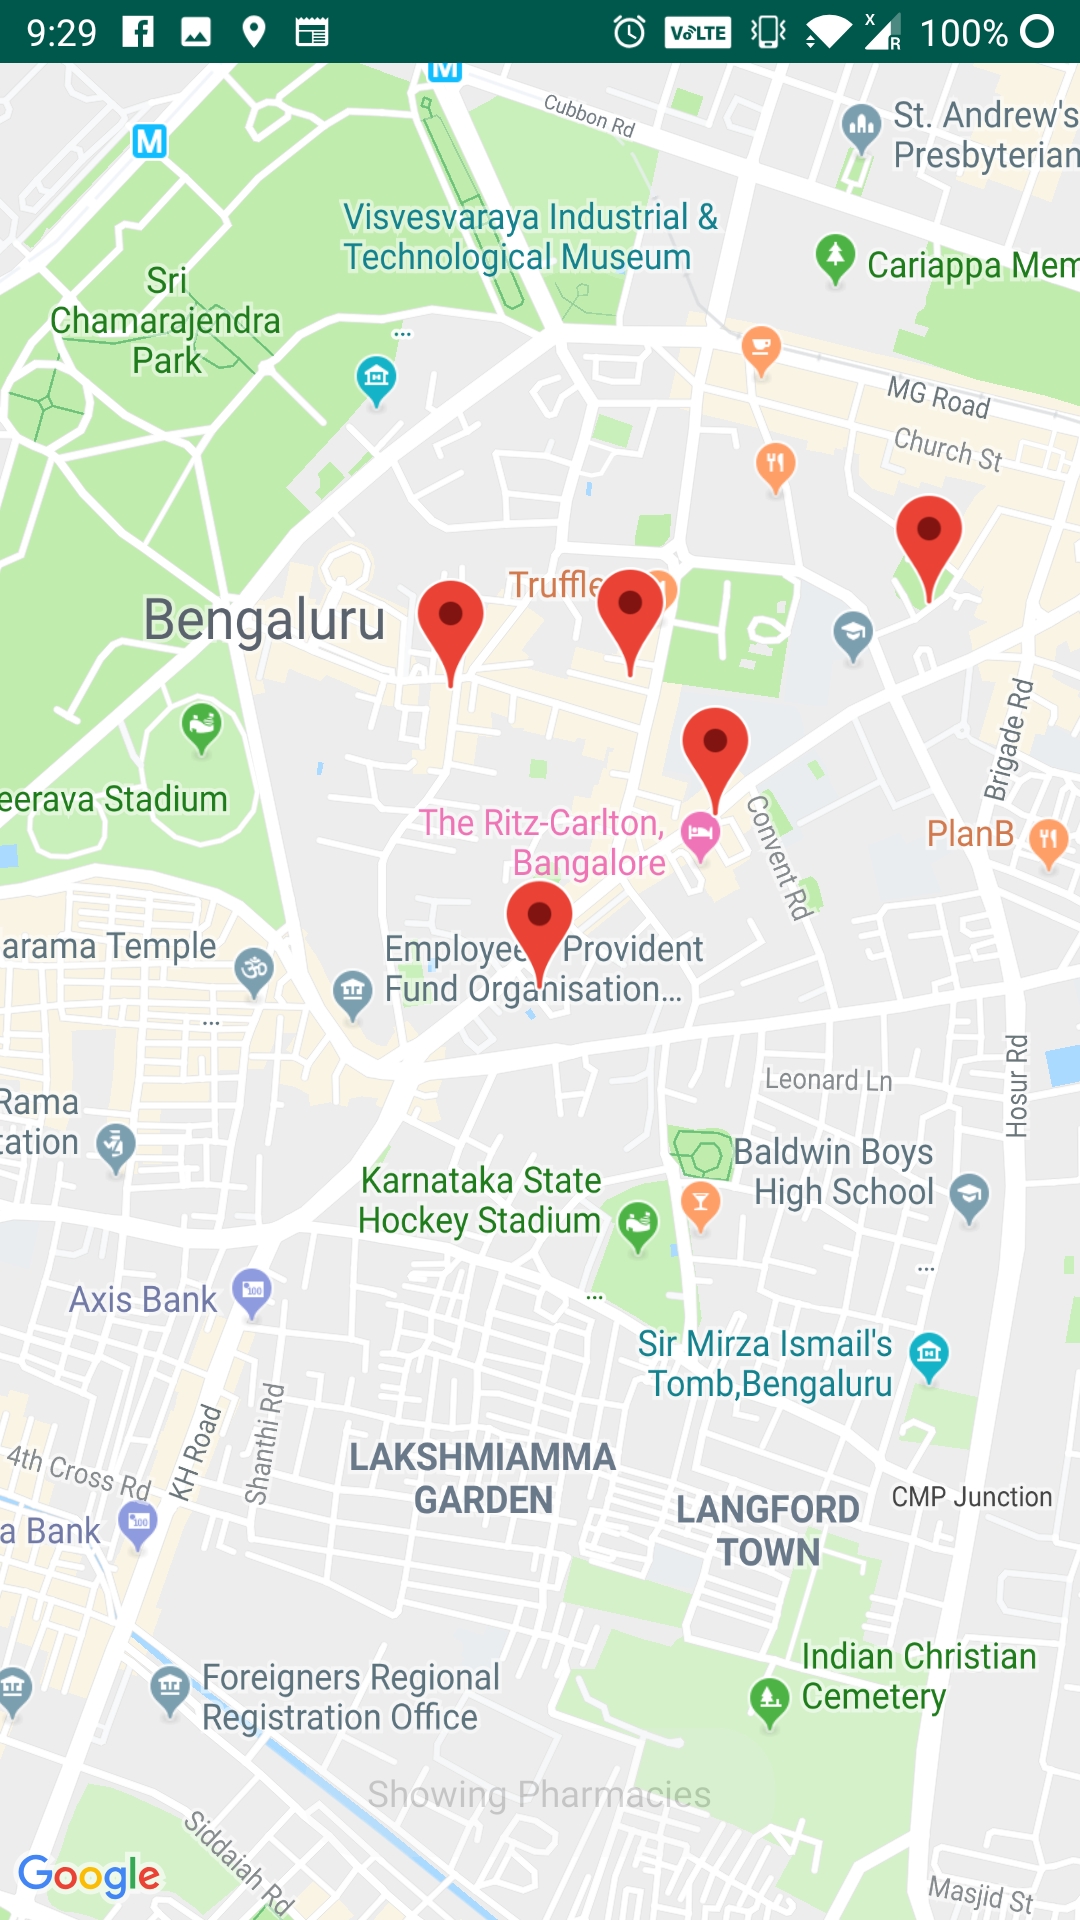 9:29
VoLTE
X
R
100%
M
M
Cubbon Rd
St. Andrew's
Presbyterian
Visvesvaraya Industrial &
Technological Museum
Cariappa Mem
Sri
Chamarajendra
Park
...
MG Road
Church St
Truffle
Bengaluru
Brigade Rd
eerava Stadium
The Ritz-Carlton,
Bangalore
Convent Rd
PlanB
arama Temple
Employee Provident
Fund Organisation...
...
Hosur Rd
Leonard Ln
Rama
tation
Baldwin Boys
High School
Karnataka State
Hockey Stadium
...
...
Axis Bank
100
Sir Mirza Ismail's
Tomb,Bengaluru
Shanthi Rd
KH Road
4th Cross Rd
LAKSHMIAMMA
GARDEN
LANGFORD
TOWN
CMP Junction
a Bank
100
Indian Christian
Cemetery
Foreigners Regional
Registration Office
Showing Pharmacies
Siddaiah Rd
Google
Masjid St